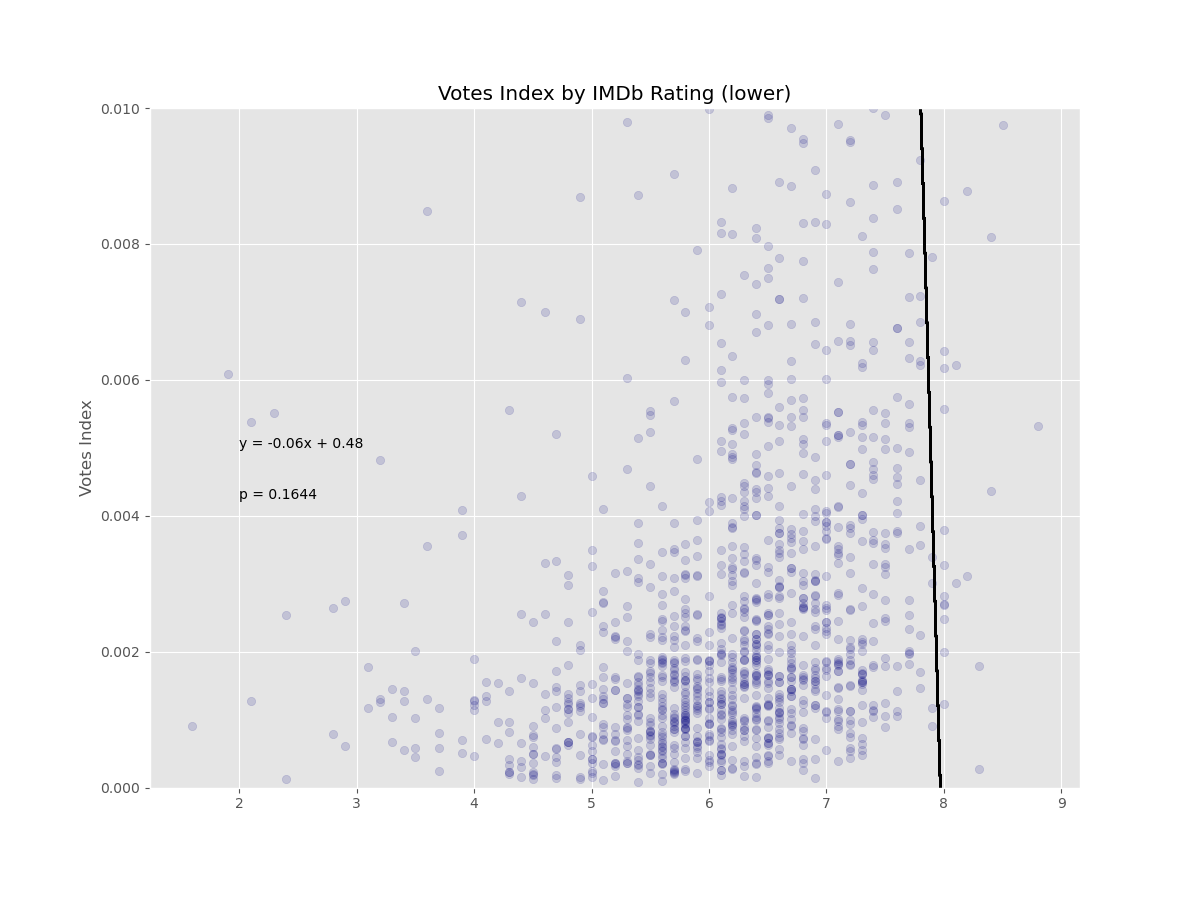 Votes Index by IMDb Rating (lower)
0.010
0.008
0.006
0.004
0.002
0.000
Votes Index
y = -0.06x + 0.48
p = 0.1644
2 3 4 5 6 7 8 9